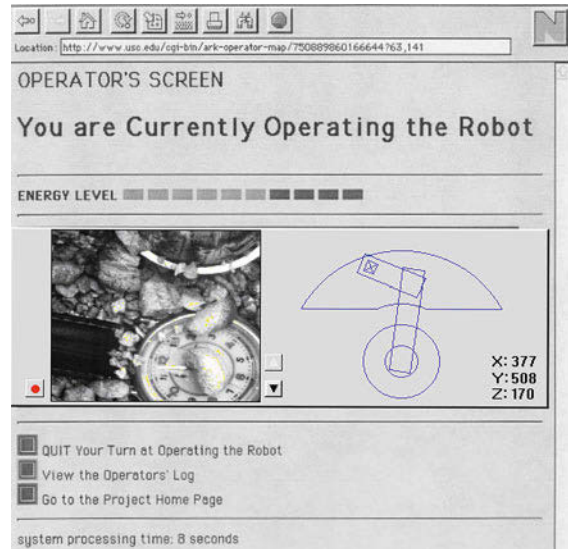 Location: http://www.usc.edu/cgi-bin/ark-operator-map/750889860166644?63,141
N
OPERATOR'S SCREEN
You are Currently Operating the Robot
ENERGY LEVEL
X: 377
Y: 508
Z: 170
QUIT Your Turn at Operating the Robot
View the Operators' Log
Go to the Project Home Page
system processing time: 8 seconds